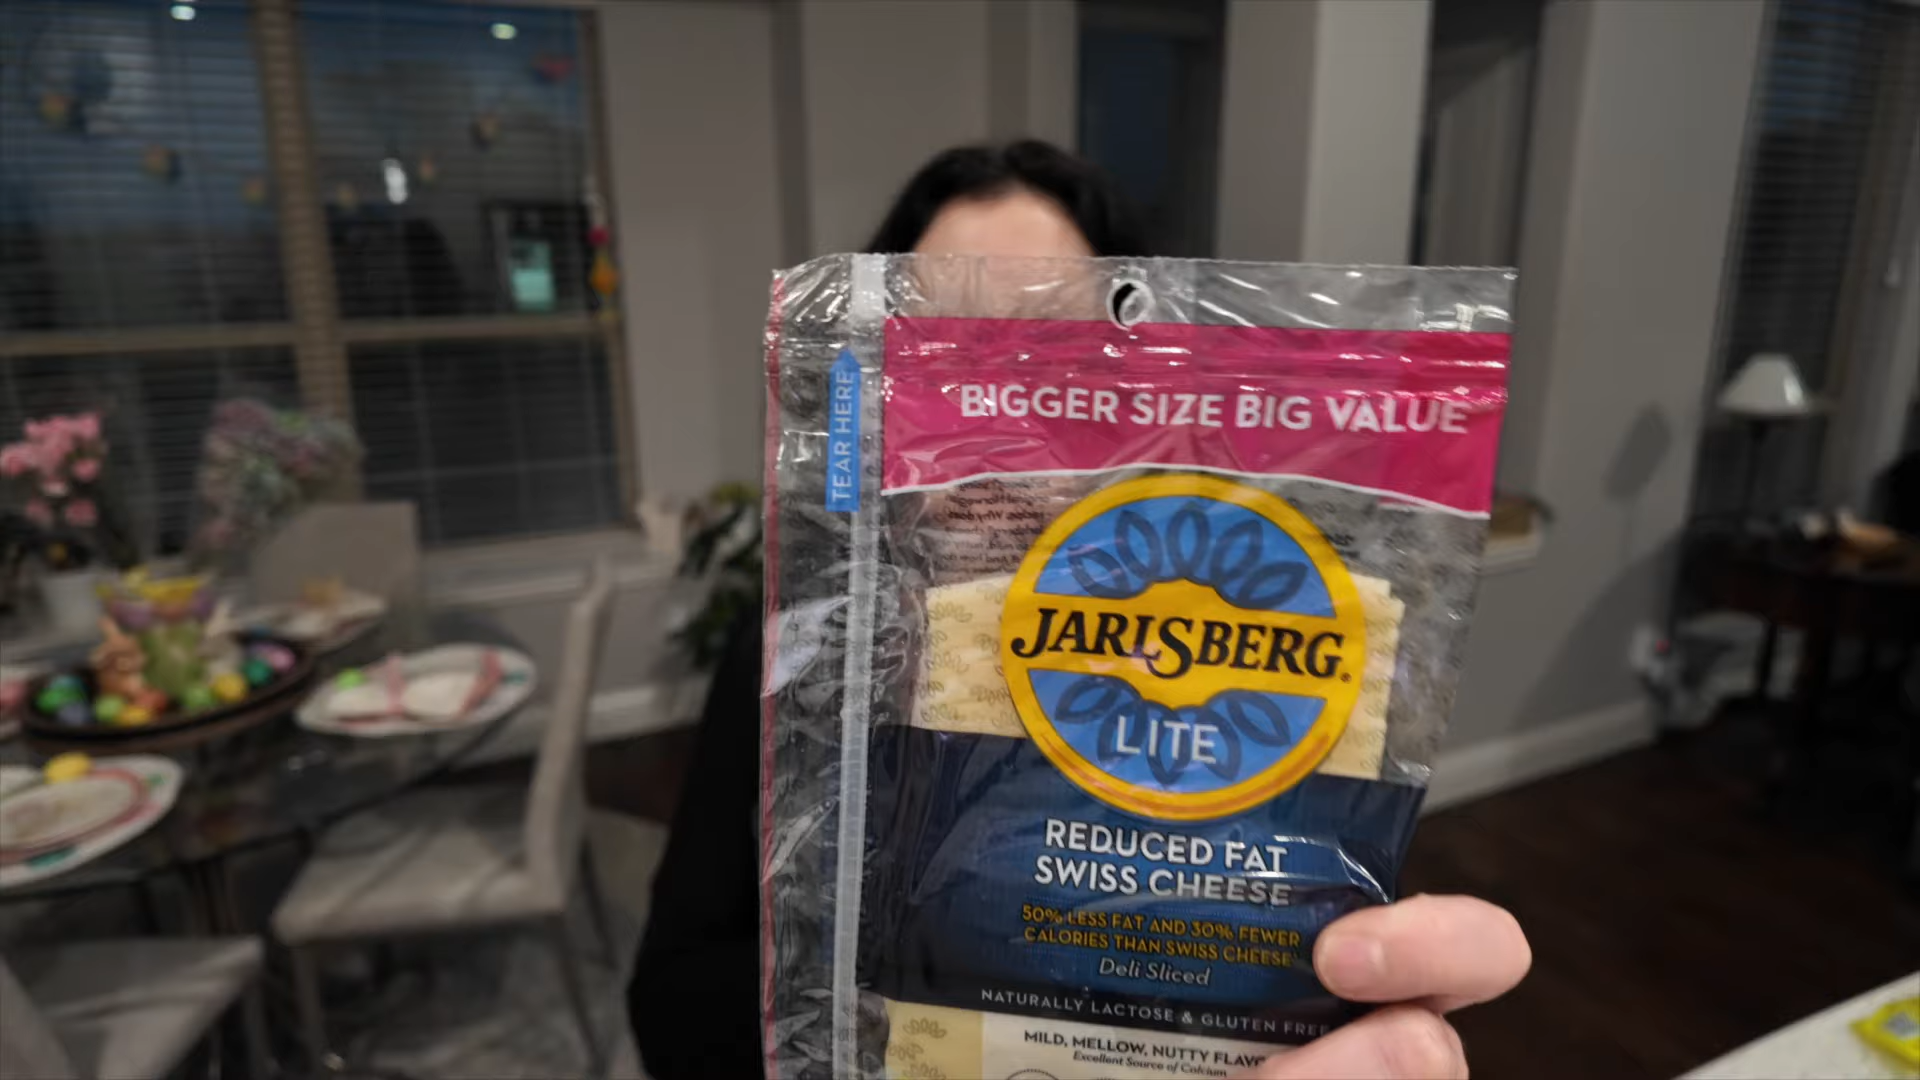 BIGGER SIZE BIG VALUE
TEAR HERE
JARLSBERG®
LITE
REDUCED FAT
SWISS CHEESE
50% LESS FAT AND 30% FEWER
CALORIES THAN SWISS CHEESE
Deli Sliced
NATURALLY LACTOSE & GLUTEN FREE
MILD, MELLOW, NUTTY
Excellent Source of Calcium